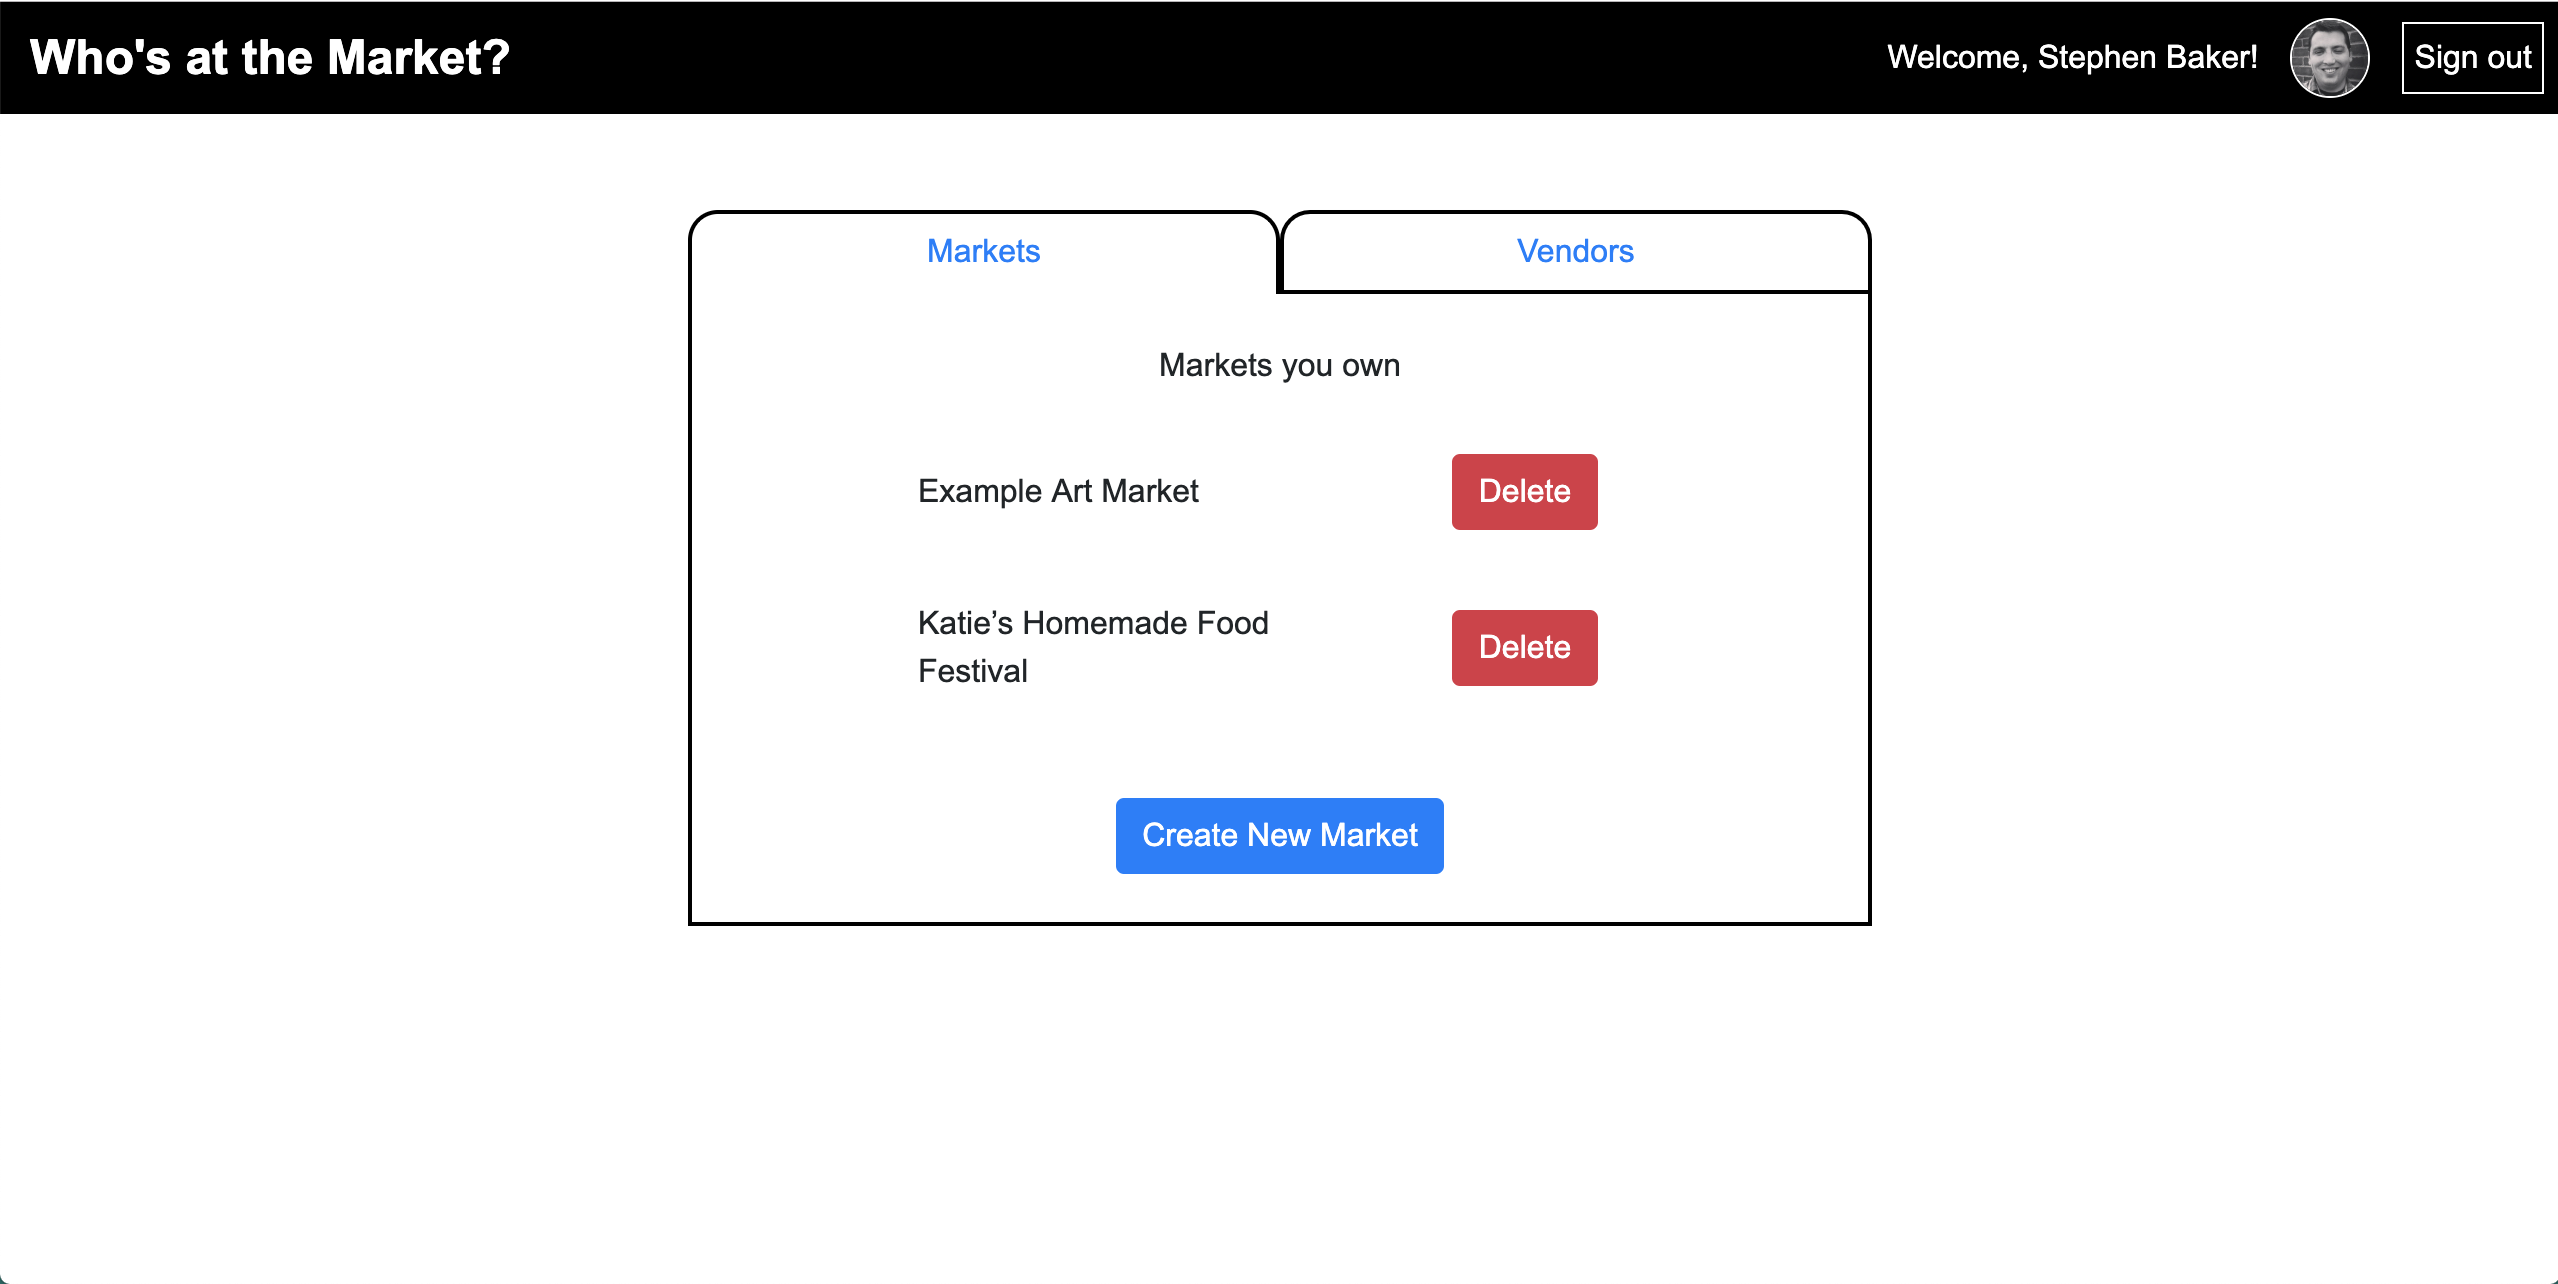 Who's at the Market?
Welcome, Stephen Baker!
Sign out
Markets
Vendors
Markets you own
Example Art Market
Delete
Katie’s Homemade Food
Festival
Delete
Create New Market